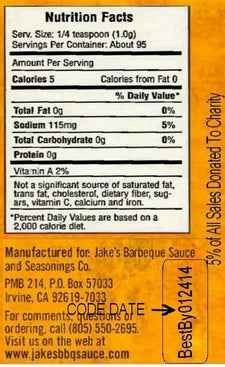 Nutrition Facts
Serv. Size: 1/4 teaspoon (1.0g)
Servings Per Container: About 95
Amount Per Serving
Calories 5 Calories from Fat 0
% Daily Value*
Total Fat 0g 0%
Sodium 115mg 5%
Total Carbohydrate 0g 0%
Protein 0g
Vitamin A 2%
Not a significant source of saturated fat,
trans fat, cholesterol, dietary fiber, sug-
ars, vitamin C, calcium and iron.
*Percent Daily Values are based on a
2,000 calorie diet.
Manufactured for: Jake's Barbeque Sauce
and Seasonings Co.
PMB 214, P.O. Box 57033
Irvine, CA 92619-7033
CODE DATE
For comments, questions or
ordering, call (805) 550-2695.
Visit us on the web at
www.jakesbbqsauce.com
5% of All Sales Donated To Charity
BestBy012414